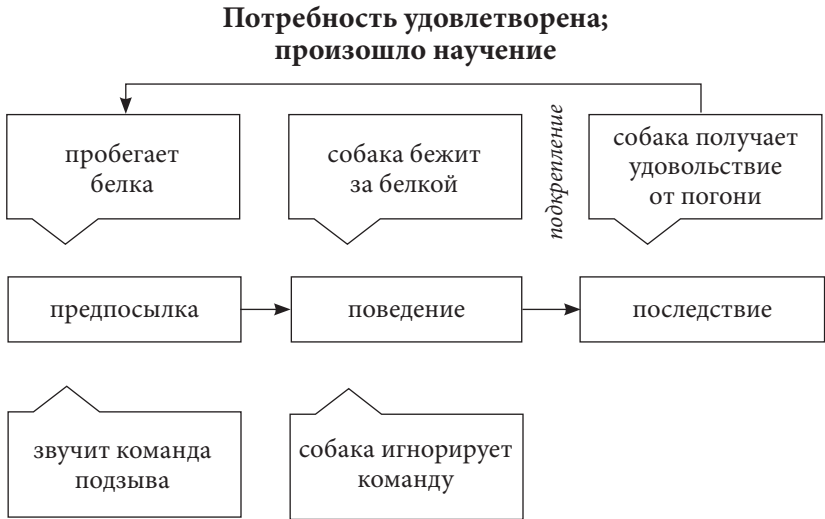 Потребность удовлетворена;
произошло научение
пробегает
белка
собака бежит
за белкой
подкрепление
собака получает
удовольствие
от погони
предпосылка
поведение
последствие
звучит команда
подзыва
собака игнорирует
команду